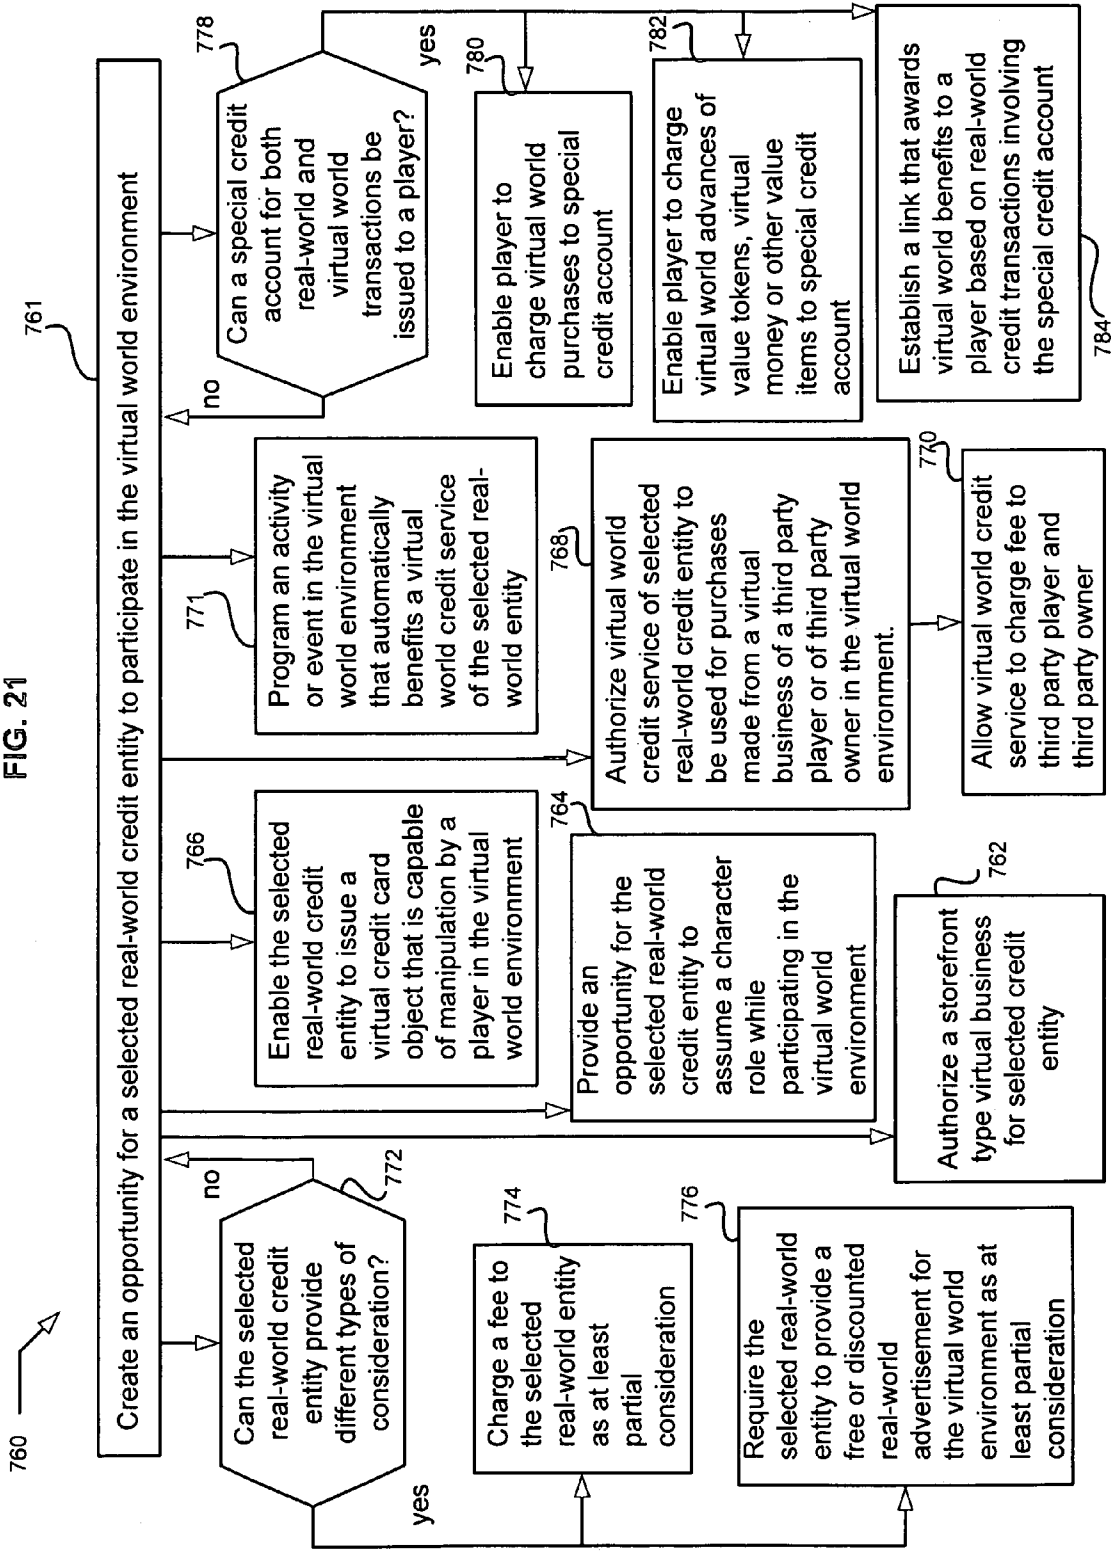 FIG. 21
760
761
Create an opportunity for a selected real-world credit entity to participate in the virtual world environment
Can the selected
real-world credit
entity provide
different types of
consideration?
772
no
yes
Charge a fee to
the selected
real-world entity
as at least
partial
consideration
774
Require the
selected real-world
entity to provide a
free or discounted
real-world
advertisement for
the virtual world
environment as at
least partial
consideration
776
Enable the selected
real-world credit
entity to issue a
virtual credit card
object that is capable
of manipulation by a
player in the virtual
world environment
766
Provide an
opportunity for the
selected real-world
credit entity to
assume a character
role while
participating in the
virtual world
environment
764
Authorize a storefront
type virtual business
for selected credit
entity
762
Program an activity
or event in the virtual
world environment
that automatically
benefits a virtual
world credit service
of the selected real-
world entity
771
Authorize virtual world
credit service of selected
real-world credit entity to
be used for purchases
made from a virtual
business of a third party
player or of third party
owner in the virtual world
environment.
768
Allow virtual world credit
service to charge fee to
third party player and
third party owner
770
Can a special credit
account for both
real-world and
virtual world
transactions be
issued to a player?
778
no
yes
Enable player to
charge virtual world
purchases to special
credit account
780
Enable player to charge
virtual world advances of
value tokens, virtual
money or other value
items to special credit
account
782
Establish a link that awards
virtual world benefits to a
player based on real-world
credit transactions involving
the special credit account
784